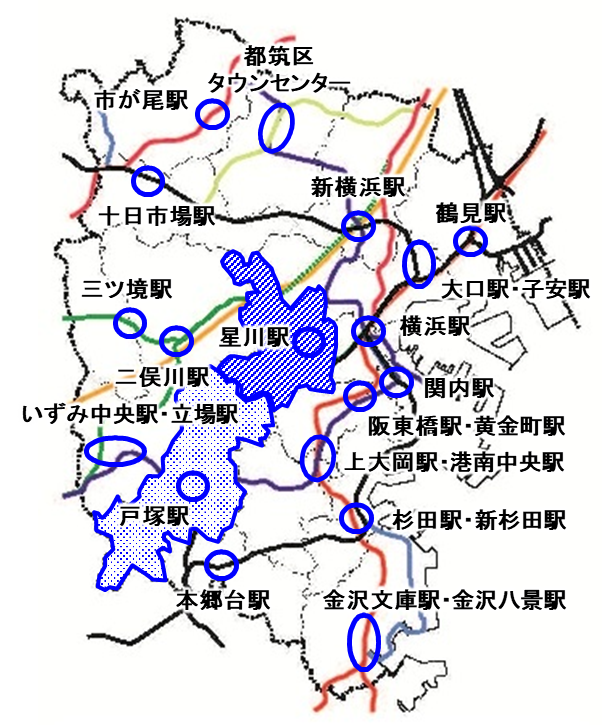 都筑区
タウンセンター
市が尾駅
新横浜駅
十日市場駅
鶴見駅
三ツ境駅
大口駅・子安駅
星川駅
横浜駅
二俣川駅
関内駅
いずみ中央駅・立場駅
阪東橋駅・黄金町駅
上大岡駅・港南中央駅
戸塚駅
杉田駅・新杉田駅
本郷台駅
金沢文庫駅・金沢八景駅